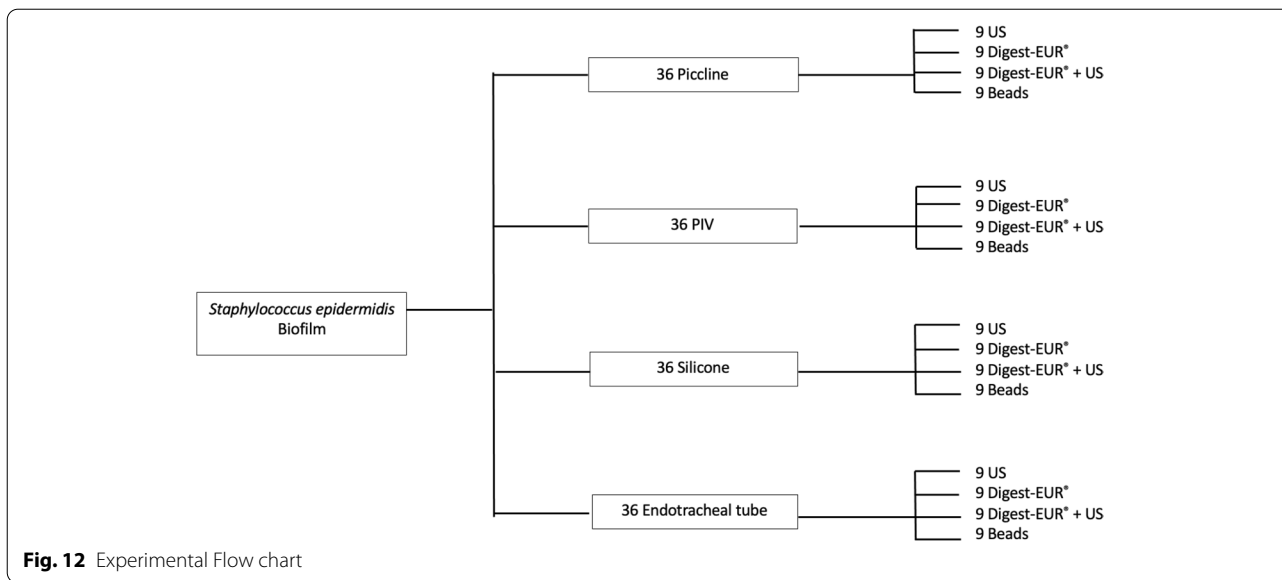 9 US
9 Digest-EUR®
36 Piccline
9 Digest-EUR® + US
9 Beads
9 US
9 Digest-EUR®
36 PIV
9 Digest-EUR® + US
9 Beads
Staphylococcus epidermidis
Biofilm
9 US
9 Digest-EUR®
36 Silicone
9 Digest-EUR® + US
9 Beads
9 US
9 Digest-EUR®
36 Endotracheal tube
9 Digest-EUR® + US
9 Beads
Fig. 12 Experimental Flow chart